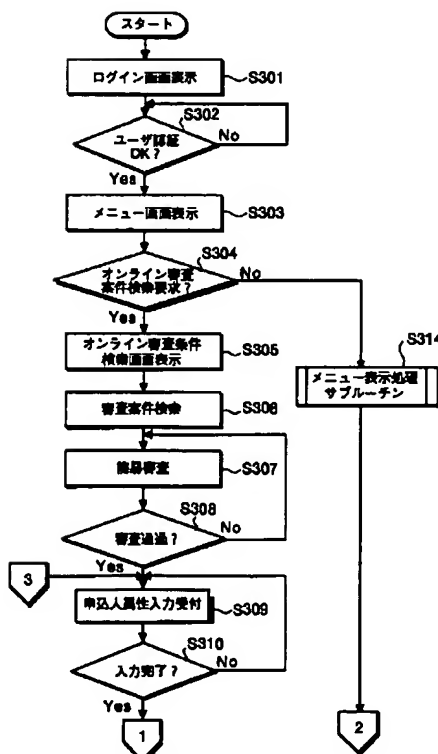 スタート
ログイン画面表示
S301
S302
No
ユーザ認証
OK?
Yes
メニュー画面表示
S303
S304
オンライン審査
案件検索要求?
No
Yes
オンライン審査条件
検索画面表示
S305
S314
メニュー表示処理
サブルーチン
審査案件検索
S306
簡易審査
S307
S308
審査通過?
No
Yes
3
申込人属性入力受付
S309
S310
入力完了?
No
Yes
1
2